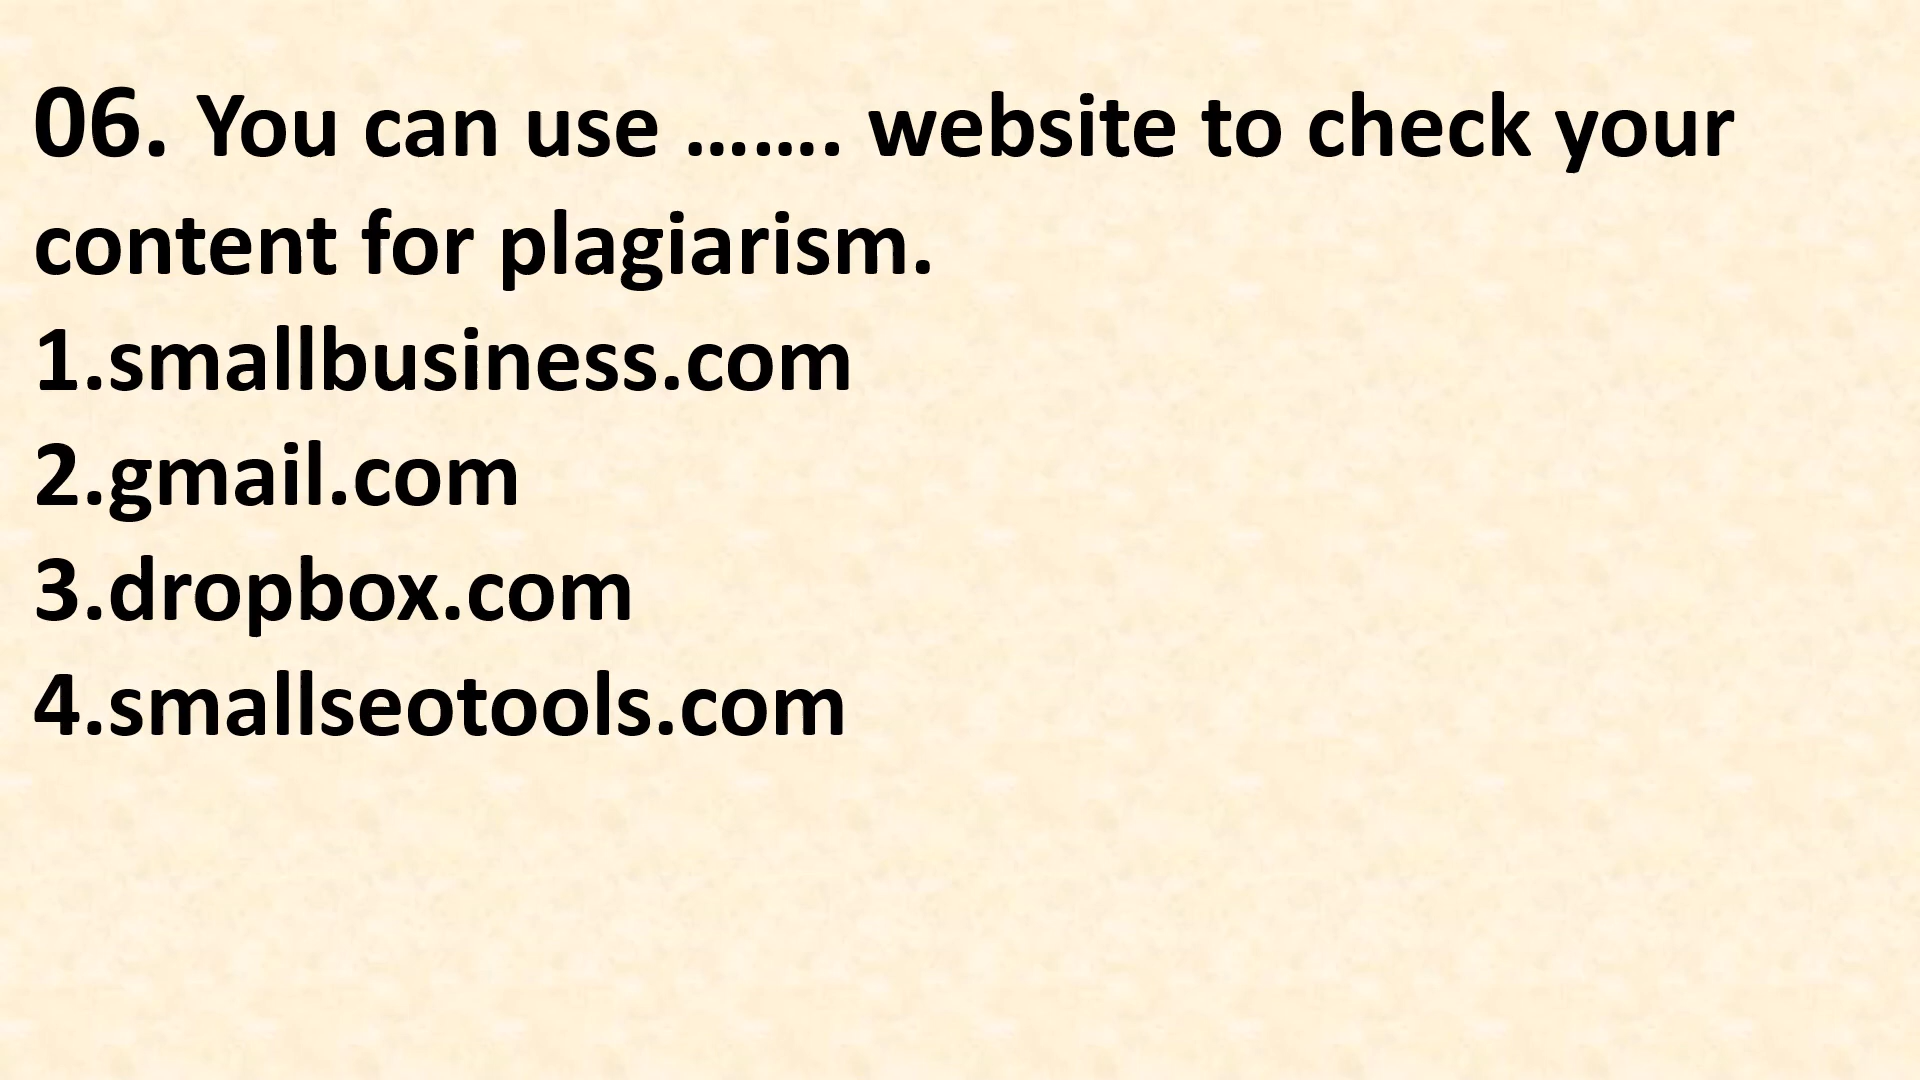 06. You can use ……. website to check your
content for plagiarism.
1.smallbusiness.com
2.gmail.com
3.dropbox.com
4.smallseotools.com